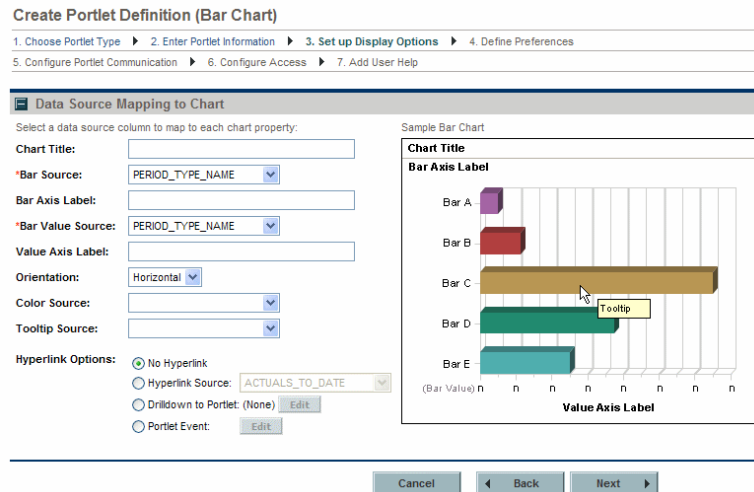 Create Portlet Definition (Bar Chart)
1. Choose Portlet Type 2. Enter Portlet Information 3. Set up Display Options 4. Define Preferences
5. Configure Portlet Communication 6. Configure Access 7. Add User Help
Data Source Mapping to Chart
Select a data source column to map to each chart property:
Chart Title:
*Bar Source: PERIOD_TYPE_NAME
Bar Axis Label:
*Bar Value Source: PERIOD_TYPE_NAME
Value Axis Label:
Orientation: Horizontal
Color Source:
Tooltip Source:
Hyperlink Options: No Hyperlink
Hyperlink Source: ACTUALS_TO_DATE
Drilldown to Portlet: (None) Edit
Portlet Event: Edit
Sample Bar Chart
Chart Title
Bar Axis Label
Bar A
Bar B
Bar C
Tooltip
Bar D
Bar E
(Bar Value) n n n n n n n n
Value Axis Label
Cancel Back Next